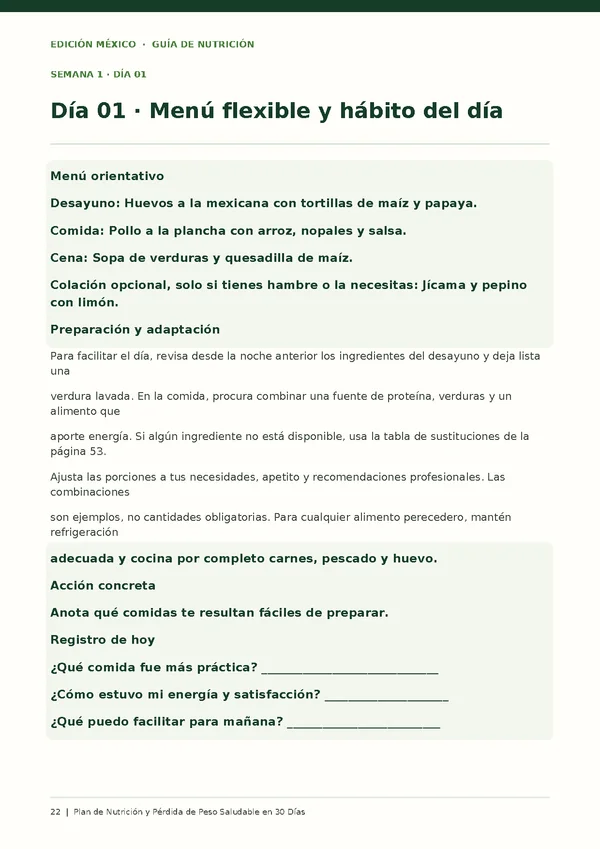 EDICIÓN MÉXICO · GUÍA DE NUTRICIÓN
SEMANA 1 · DÍA 01
Día 01 · Menú flexible y hábito del día
Menú orientativo
Desayuno: Huevos a la mexicana con tortillas de maíz y papaya.
Comida: Pollo a la plancha con arroz, nopales y salsa.
Cena: Sopa de verduras y quesadilla de maíz.
Colación opcional, solo si tienes hambre o la necesitas: Jícama y pepino
con limón.
Preparación y adaptación
Para facilitar el día, revisa desde la noche anterior los ingredientes del desayuno y deja lista
una
verdura lavada. En la comida, procura combinar una fuente de proteína, verduras y un
alimento que
aporte energía. Si algún ingrediente no está disponible, usa la tabla de sustituciones de la
página 53.
Ajusta las porciones a tus necesidades, apetito y recomendaciones profesionales. Las
combinaciones
son ejemplos, no cantidades obligatorias. Para cualquier alimento perecedero, mantén
refrigeración
adecuada y cocina por completo carnes, pescado y huevo.
Acción concreta
Anota qué comidas te resultan fáciles de preparar.
Registro de hoy
¿Qué comida fue más práctica? ______________________________
¿Cómo estuvo mi energía y satisfacción? _____________________
¿Qué puedo facilitar para mañana? __________________________
22 | Plan de Nutrición y Pérdida de Peso Saludable en 30 Días